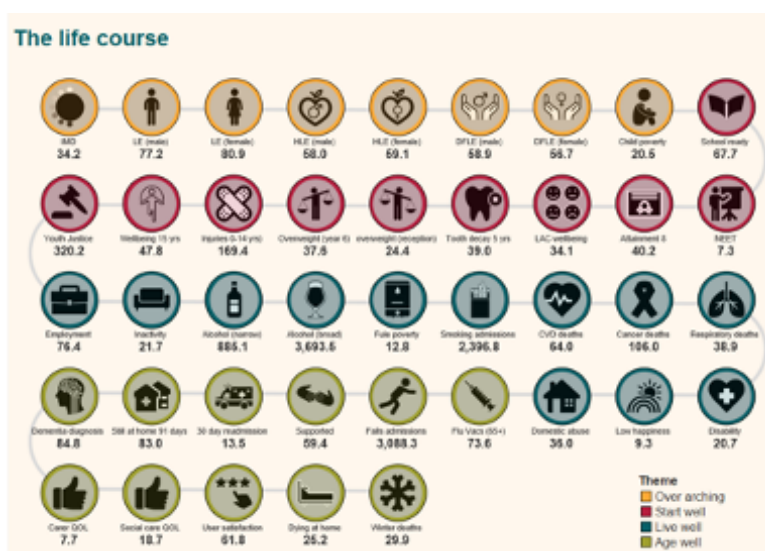 The life course
IMD LE (male) LE (female) HLE (male) HLE (female) DFLE (male) DFLE (female) Child poverty School ready
34.2 77.2 80.9 58.0 59.1 58.9 56.7 20.5 67.7
Youth Justice Wellbeing 15 yrs Injuries 0-14 yrs) Overweight (year 6) overweight (reception) Tooth decay 5 yrs LAC wellbeing Attainment 8 NEET
320.2 47.8 169.4 37.5 24.4 39.0 34.1 40.2 7.3
Employment Inactivity Alcohol (narrow) Alcohol (broad) Fule poverty Smoking admissions CVD deaths Cancer deaths Respiratory deaths
76.4 21.7 885.1 3,693.5 12.8 2,396.8 64.0 106.0 38.9
Dementia diagnosis Still at home 91 days 30 day readmission Supported Falls admissions Flu Vacs (65+) Domestic abuse Low happiness Disability
84.8 83.0 13.5 59.4 3,088.3 73.6 36.0 9.3 20.7
Carer QOL Social care QOL User satisfaction Dying at home Winter deaths
7.7 18.7 61.8 25.2 29.9
Theme
Over arching
Start well
Live well
Age well